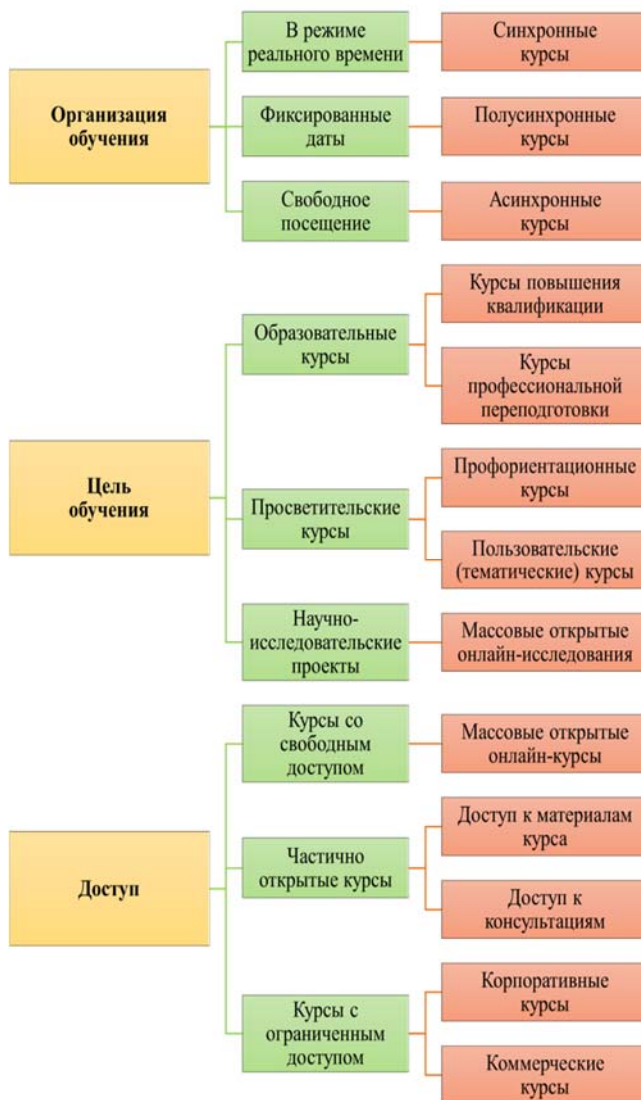 Организация
обучения
В режиме
реального времени
Синхронные
курсы
Фиксированные
даты
Полусинхронные
курсы
Свободное
посещение
Асинхронные
курсы
Цель
обучения
Образовательные
курсы
Курсы повышения
квалификации
Курсы
профессиональной
переподготовки
Просветительские
курсы
Профориентационные
курсы
Пользовательские
(тематические) курсы
Научно-
исследовательские
проекты
Массовые открытые
онлайн-исследования
Доступ
Курсы со
свободным
доступом
Массовые открытые
онлайн-курсы
Частично
открытые курсы
Доступ к материалам
курса
Доступ к
консультациям
Курсы с
ограниченным
доступом
Корпоративные
курсы
Коммерческие
курсы